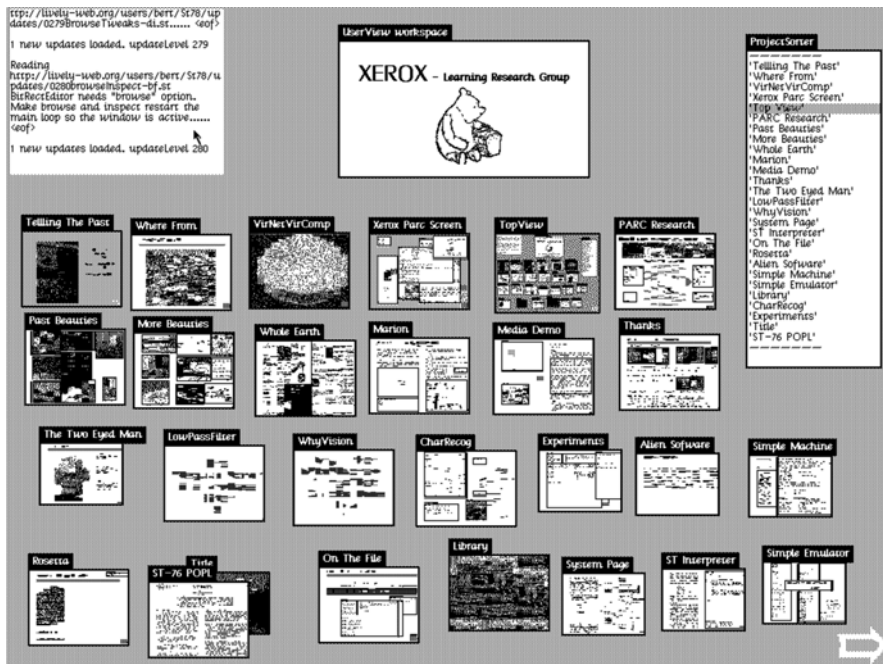 ttp://lively-web.org/users/bert/St78/up
dates/0279BrowseTweaks-di.st...... <eof>
1 new updates loaded. updateLevel 279
Reading
http://lively-web.org/users/bert/St78/u
pdates/0280browseInspect-bf.st
BitRectEditor needs "browse" option.
Make browse and inspect restart the
main loop so the window is active......
<eof>
1 new updates loaded. updateLevel 280
UserView workspace
XEROX - Learning Research Group
ProjectSorter
'Tellling The Past'
'Where From'
'VirNetVirComp'
'Xerox Parc Screen'
'Top View'
'PARC Research'
'Past Beauties'
'More Beauties'
'Whole Earth'
'Marion'
'Media Demo'
'Thanks'
'The Two Eyed Man'
'LowPassFilter'
'WhyVision'
'System Page'
'ST Interpreter'
'On The File'
'Rosetta'
'Alien Sofware'
'Simple Machine'
'Simple Emulator'
'Library'
'CharRecog'
'Experiments'
'Title'
'ST-76 POPL'
Tellling The Past
Where From
VirNetVirComp
Xerox Parc Screen
TopView
PARC Research
Past Beauties
More Beauties
Whole Earth
Marion
Media Demo
Thanks
The Two Eyed Man
LowPassFilter
WhyVision
CharRecog
Experiments
Alien Sofware
Simple Machine
Rosetta
Title
ST-76 POPL
On The File
Library
System Page
ST Interpreter
Simple Emulator